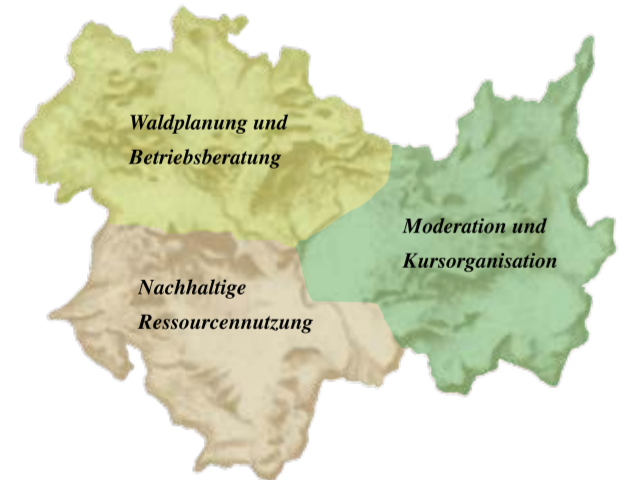 Waldplanung und
Betriebsberatung
Moderation und
Kursorganisation
Nachhaltige
Ressourcennutzung